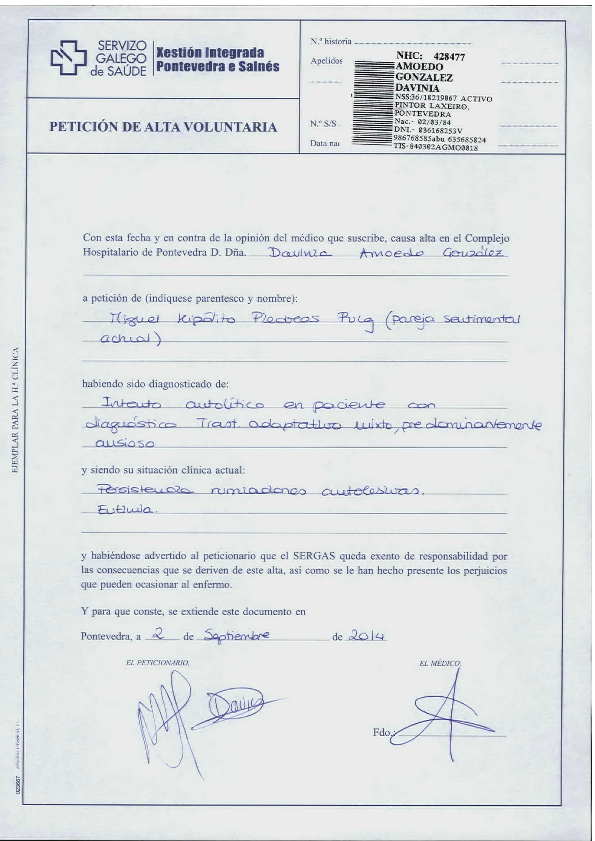 SERVIZO
GALEGO
de SAÚDE
Xestión Integrada
Pontevedra e Salnés
PETICIÓN DE ALTA VOLUNTARIA
N.º historia
Apelidos
N.º S/S
Data nac
NHC: 428477
AMOEDO
GONZALEZ
DAVINIA
NSS:36/10219867 ACTIVO
PINTOR LAXEIRO,
PONTEVEDRA
Nac.- 02/03/84
DNI.- 036168253V
986768585abu 635685824
TIS-840302AGMO0018
Con esta fecha y en contra de la opinión del médico que suscribe, causa alta en el Complejo
Hospitalario de Pontevedra D. Dña. Davinia Amoedo González
a petición de (indíquese parentesco y nombre):
Miguel Hipólito Piedras Puig (pareja sentimental
actual)
habiendo sido diagnosticado de:
Intento autolítico en paciente con
diagnóstico Trast. adaptativo mixto, predominantemente
ansioso
y siendo su situación clínica actual:
Persistencia rumiaciones autolesivas.
Eutimia.
y habiéndose advertido al peticionario que el SERGAS queda exento de responsabilidad por
las consecuencias que se deriven de este alta, así como se le han hecho presente los perjuicios
que pueden ocasionar al enfermo.
Y para que conste, se extiende este documento en
Pontevedra, a 2 de Septiembre de 2014
EL PETICIONARIO,
EL MÉDICO,
Davinia
Fdo.:
EJEMPLAR PARA LA H.ª CLÍNICA